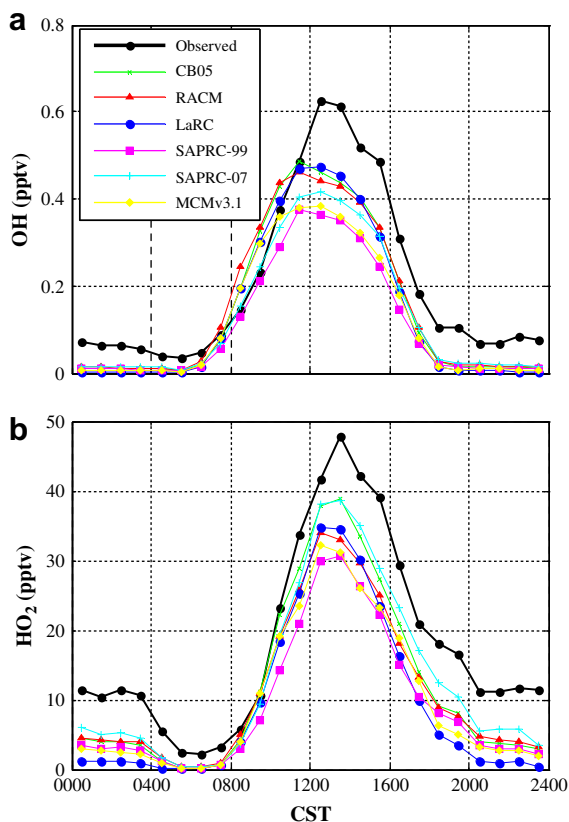 a
0.8
0.6
0.4
0.2
0
OH (pptv)
Observed
CB05
RACM
LaRC
SAPRC-99
SAPRC-07
MCMv3.1
b
50
40
30
20
10
0
HO₂ (pptv)
0000 0400 0800 1200 1600 2000 2400
CST